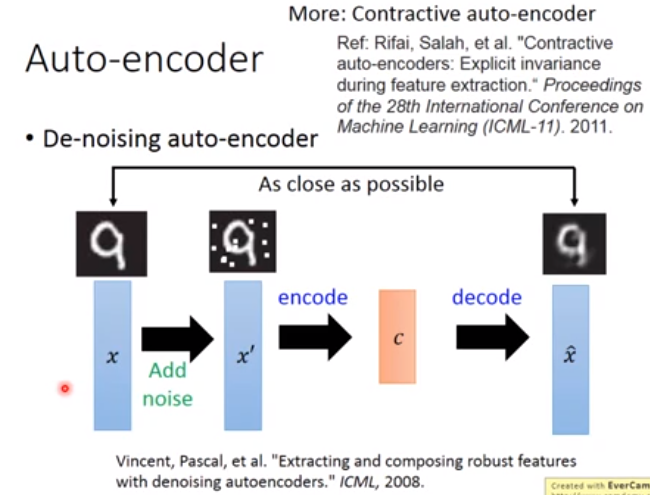 More: Contractive auto-encoder
Auto-encoder
Ref: Rifai, Salah, et al. "Contractive
auto-encoders: Explicit invariance
during feature extraction.“ Proceedings
of the 28th International Conference on
Machine Learning (ICML-11). 2011.
• De-noising auto-encoder
As close as possible
encode
decode
x
x′
c
x̂
Add
noise
Vincent, Pascal, et al. "Extracting and composing robust features
with denoising autoencoders." ICML, 2008.
Created with EverCam